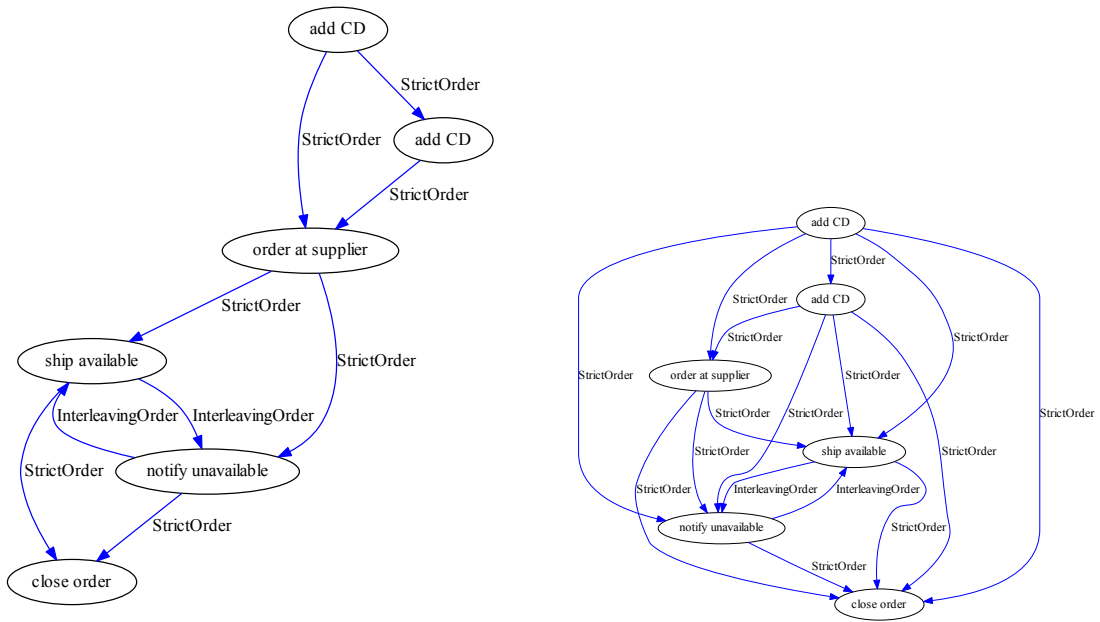 add CD
StrictOrder
StrictOrder
add CD
StrictOrder
order at supplier
StrictOrder
StrictOrder
ship available
InterleavingOrder
InterleavingOrder
StrictOrder
notify unavailable
StrictOrder
close order
add CD
StrictOrder
StrictOrder
add CD
StrictOrder
StrictOrder
StrictOrder
order at supplier
StrictOrder
StrictOrder
StrictOrder
StrictOrder
StrictOrder
ship available
StrictOrder
StrictOrder
StrictOrder
InterleavingOrder
InterleavingOrder
notify unavailable
StrictOrder
StrictOrder
close order